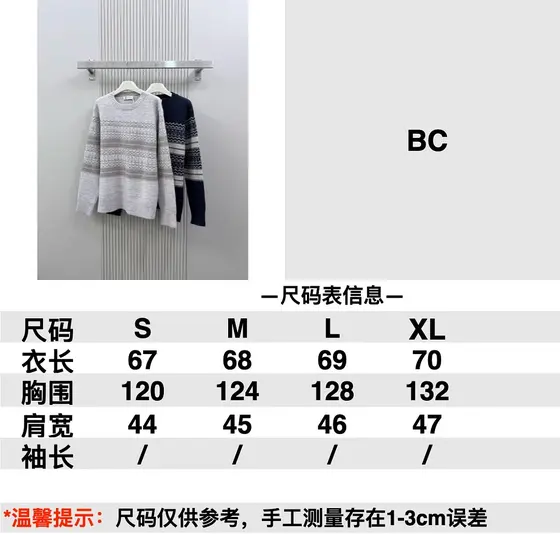 BC
—尺码表信息—
尺码 S M L XL
衣长 67 68 69 70
胸围 120 124 128 132
肩宽 44 45 46 47
袖长 / / / /
*温馨提示：尺码仅供参考，手工测量存在1-3cm误差